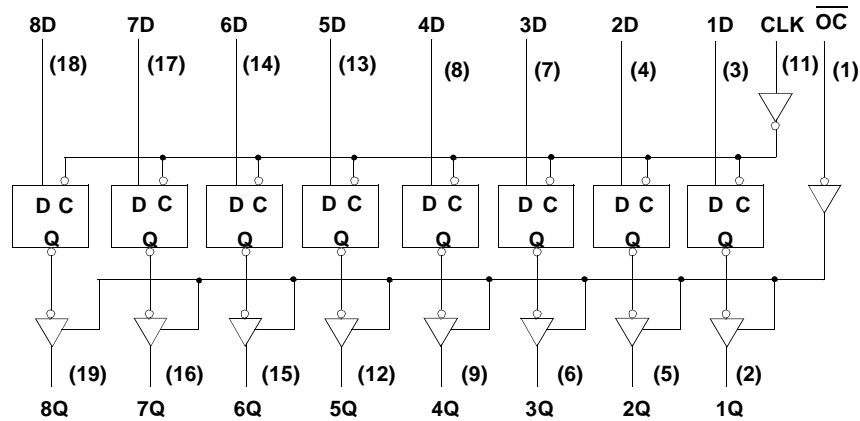 8D 7D 6D 5D 4D 3D 2D 1D CLK OC
(18) (17) (14) (13) (8) (7) (4) (3) (11) (1)
D C D C D C D C D C D C D C D C
Q Q Q Q Q Q Q Q
(19) (16) (15) (12) (9) (6) (5) (2)
8Q 7Q 6Q 5Q 4Q 3Q 2Q 1Q